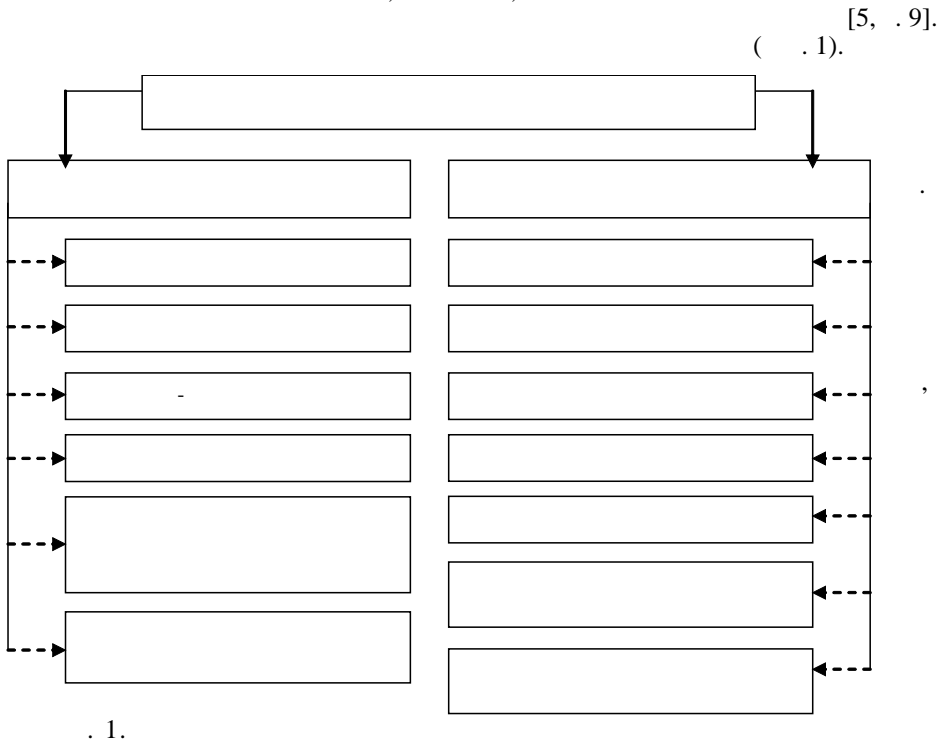 , ,
[5, . 9].
( . 1).
.
-
,
. 1.